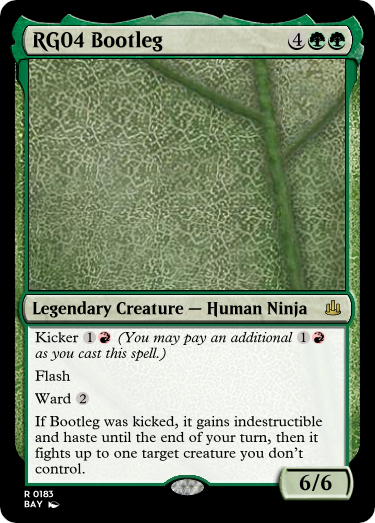 RG04 Bootleg 4
Legendary Creature — Human Ninja
Kicker 1 (You may pay an additional 1
as you cast this spell.)
Flash
Ward 2
If Bootleg was kicked, it gains indestructible
and haste until the end of your turn, then it
fights up to one target creature you don't
control.
6/6
R 0183
BAY